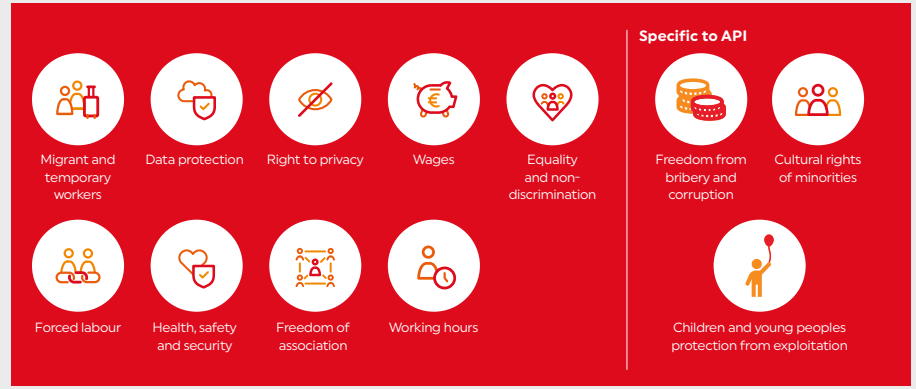 Specific to API
Migrant and
temporary
workers
Data protection
Right to privacy
Wages
Equality
and non-
discrimination
Freedom from
bribery and
corruption
Cultural rights
of minorities
Forced labour
Health, safety
and security
Freedom of
association
Working hours
Children and young peoples
protection from exploitation